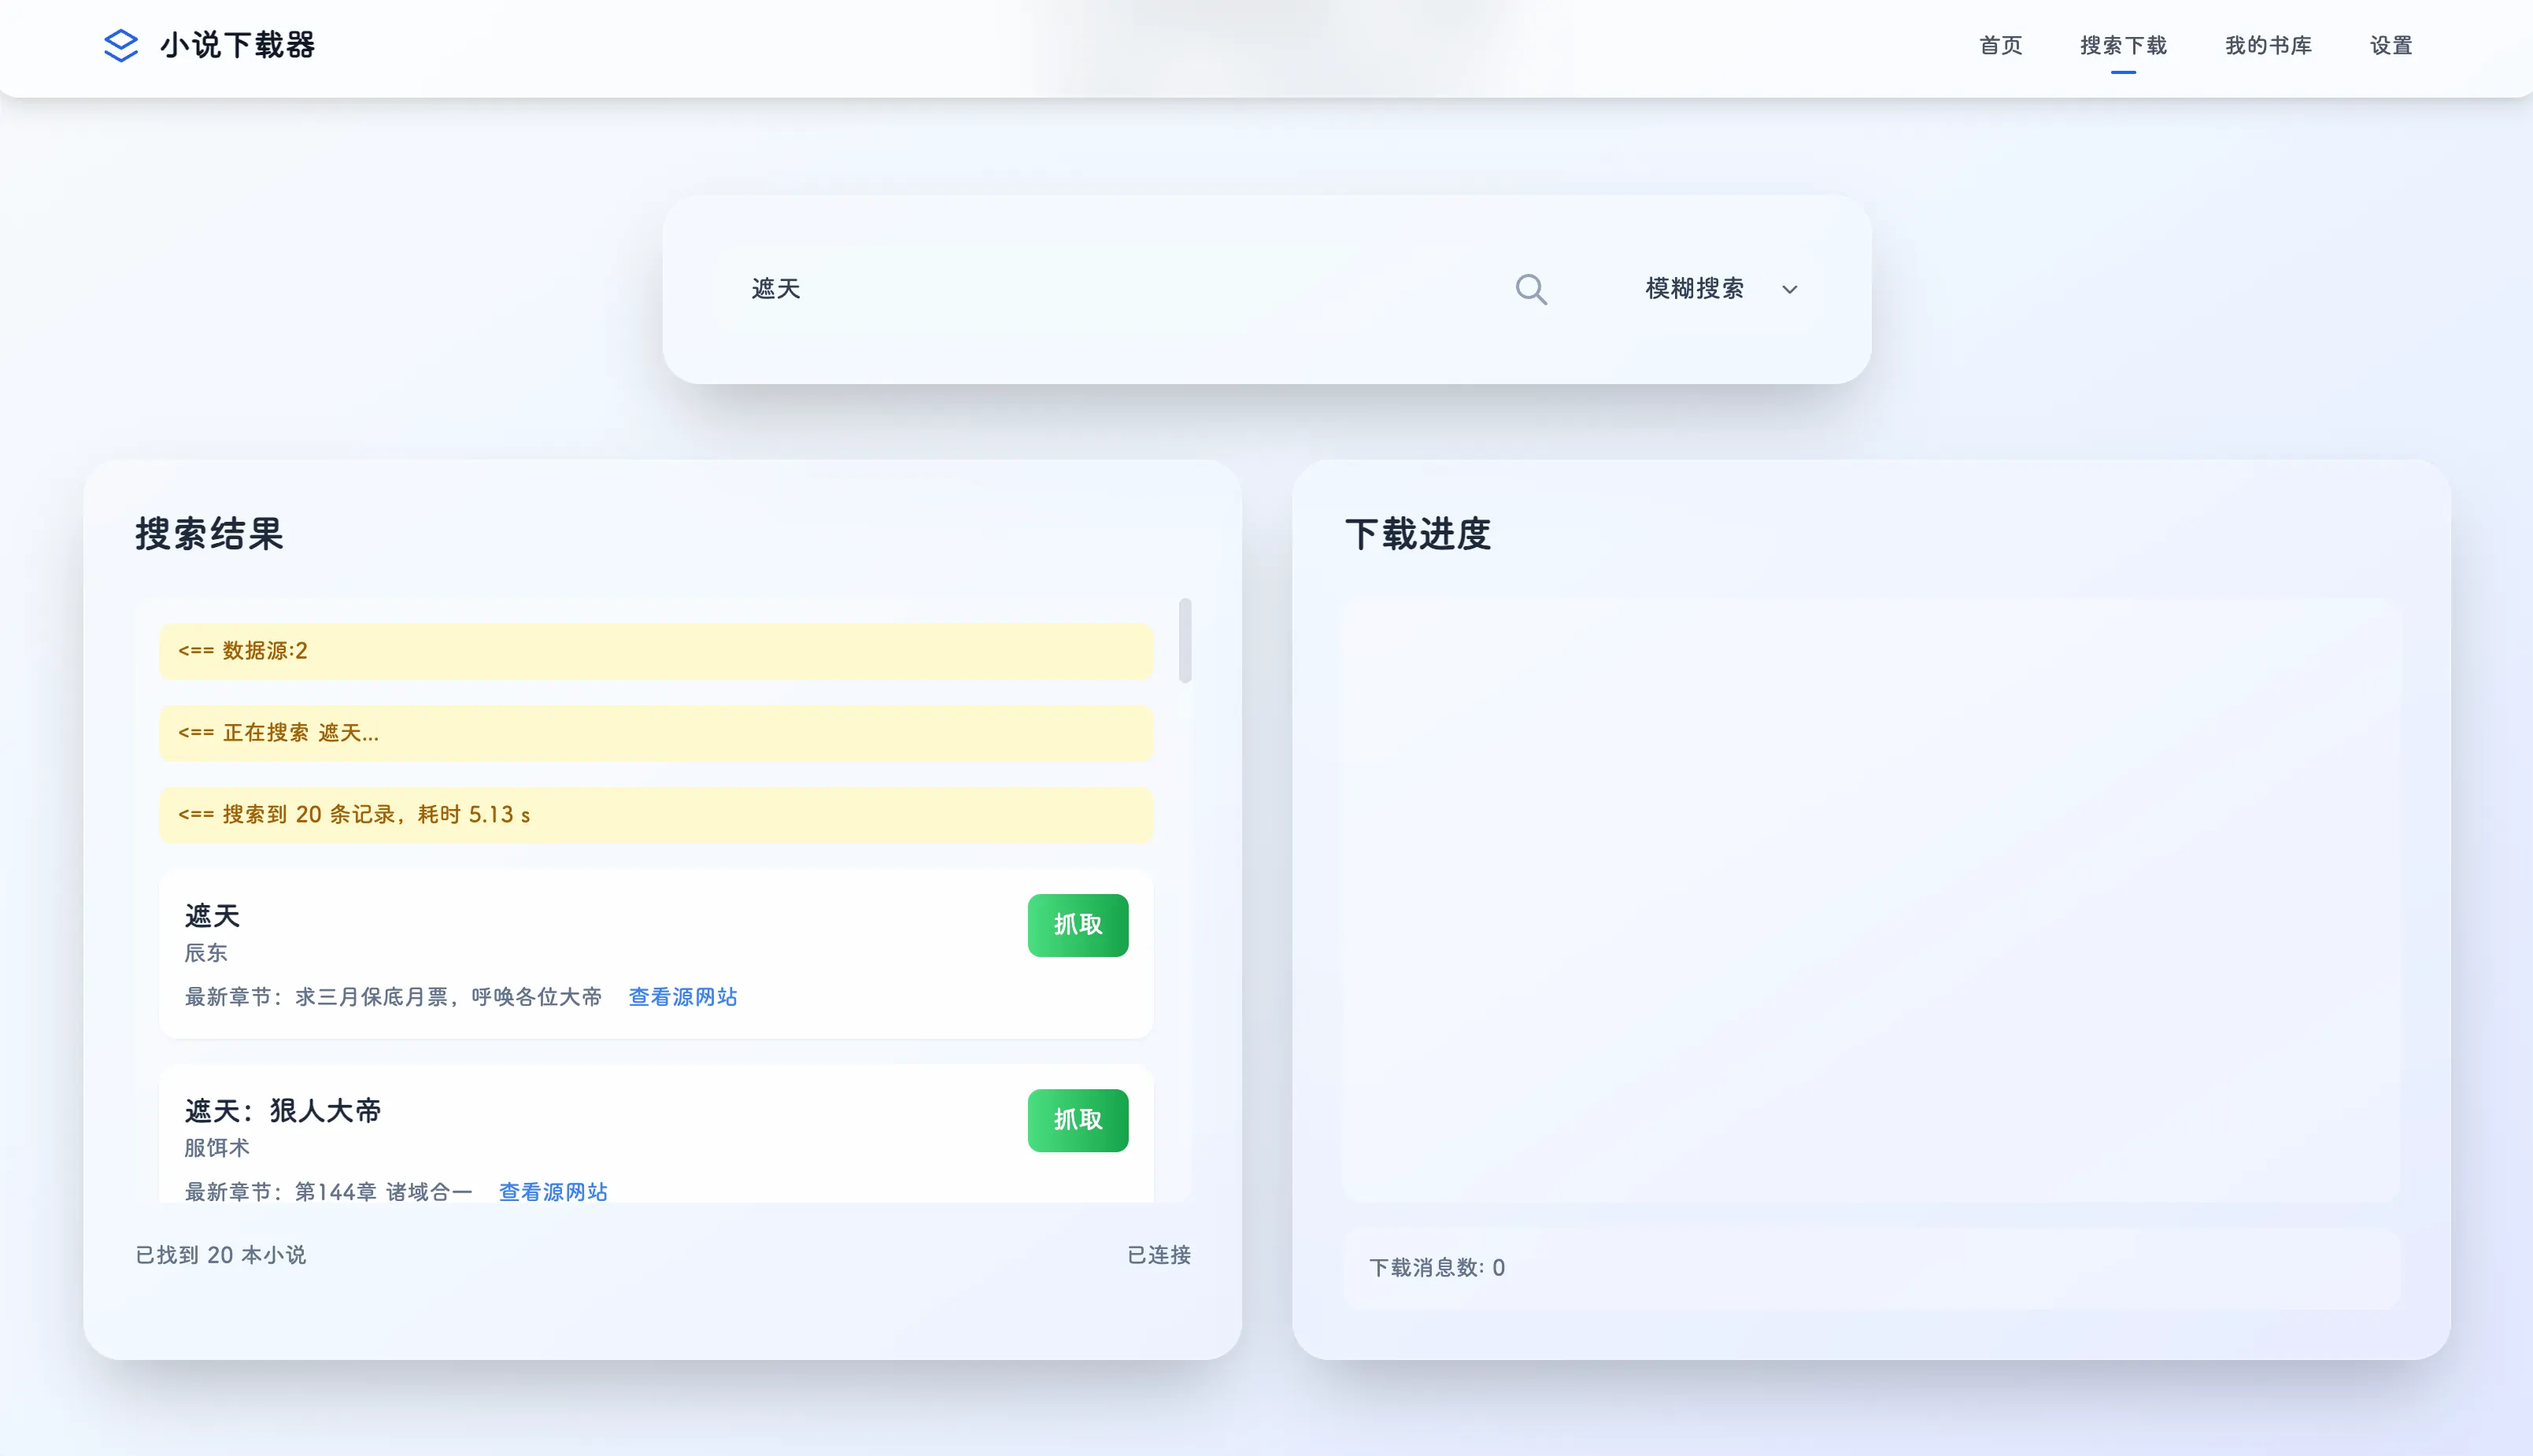 小说下载器
首页 搜索下载 我的书库 设置
遮天 模糊搜索
搜索结果
<== 数据源:2
<== 正在搜索 遮天...
<== 搜索到 20 条记录，耗时 5.13 s
遮天
抓取
辰东
最新章节：求三月保底月票，呼唤各位大帝 查看源网站
遮天：狠人大帝
抓取
服饵术
最新章节：第144章 诸域合一 查看源网站
已找到 20 本小说 已连接
下载进度
下载消息数: 0